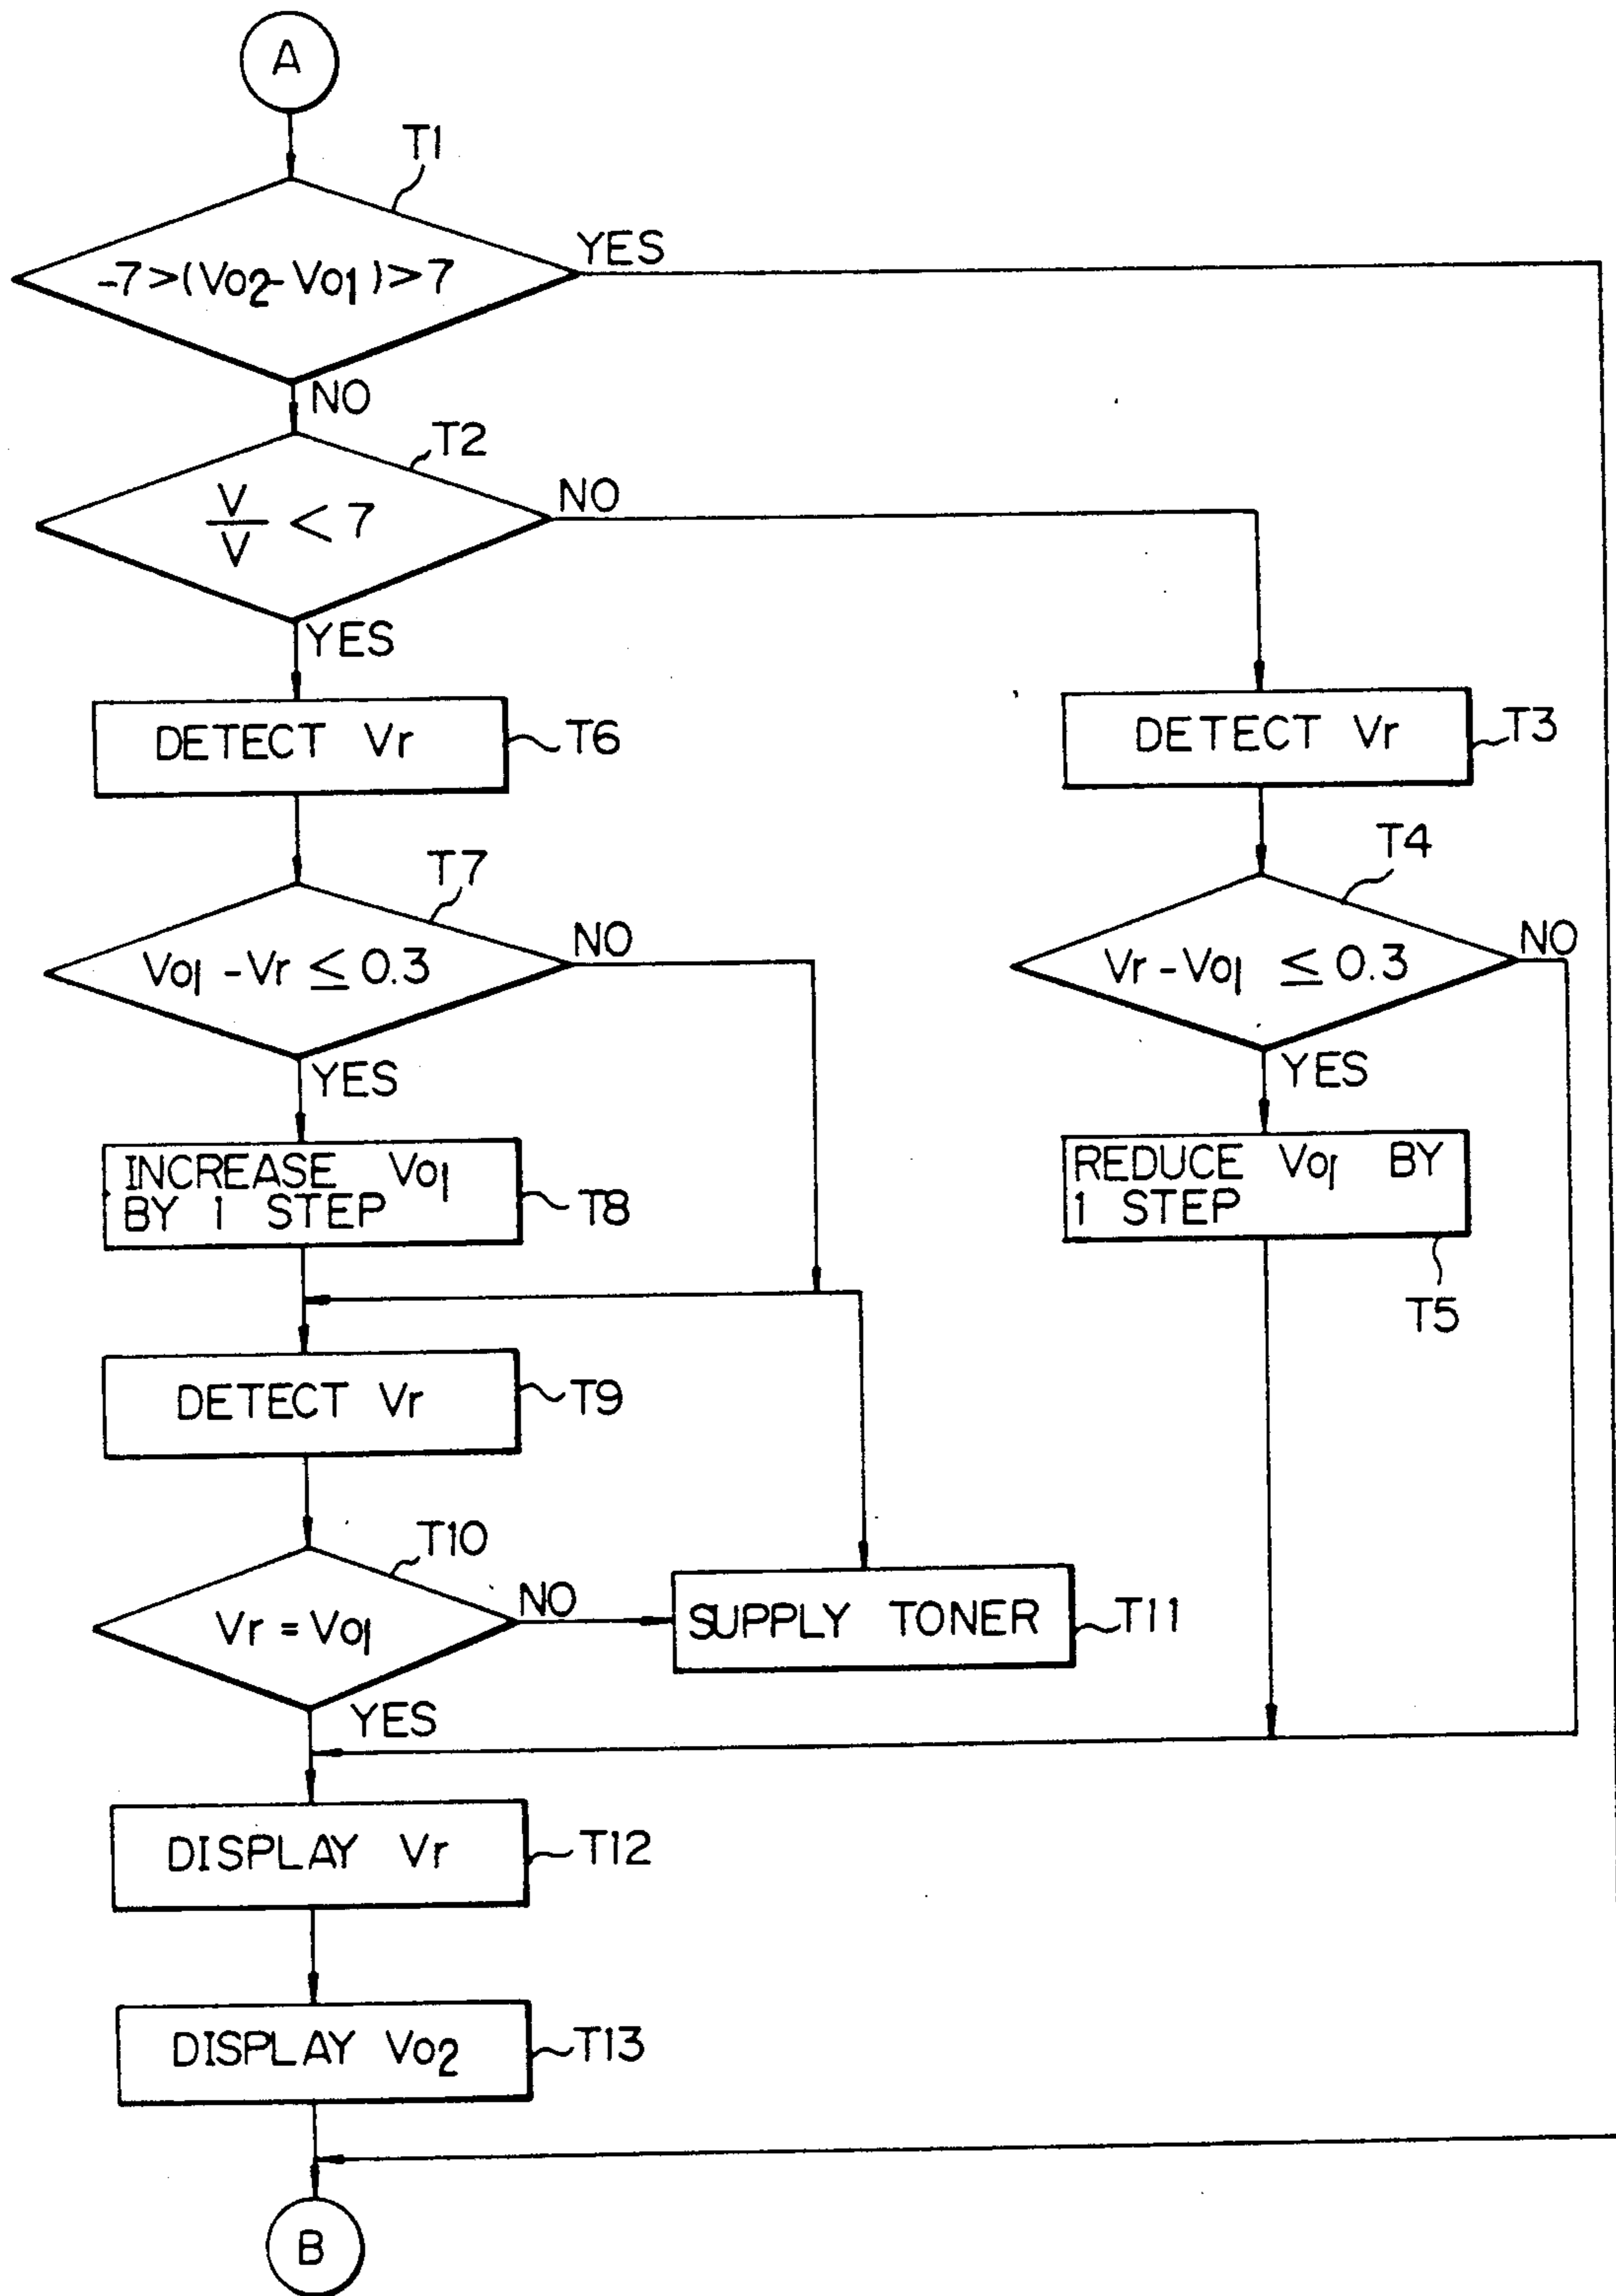 A
T1
-7>(Vo2-Vo1)>7
YES
NO
T2
V
V < 7
NO
YES
DETECT Vr
T6
DETECT Vr
T3
T7
Vo1 - Vr ≤ 0.3
NO
T4
Vr - Vo1 ≤ 0.3
NO
YES
YES
INCREASE Vo1
BY 1 STEP
T8
REDUCE Vo1 BY
1 STEP
T5
DETECT Vr
T9
T10
Vr = Vo1
NO
SUPPLY TONER
T11
YES
DISPLAY Vr
T12
DISPLAY Vo2
T13
B